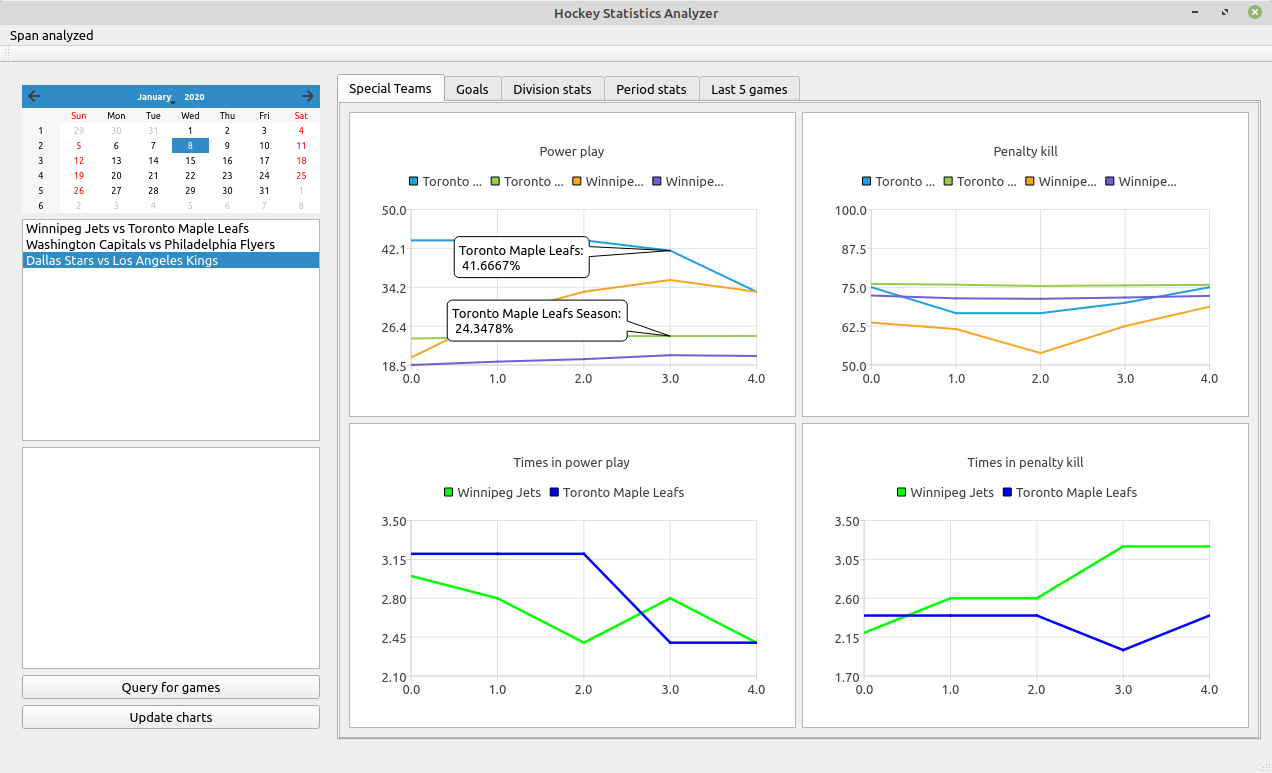 Hockey Statistics Analyzer
Span analyzed
January 2020
Sun Mon Tue Wed Thu Fri Sat
1 29 30 31 1 2 3 4
2 5 6 7 8 9 10 11
3 12 13 14 15 16 17 18
4 19 20 21 22 23 24 25
5 26 27 28 29 30 31 1
6 2 3 4 5 6 7 8
Winnipeg Jets vs Toronto Maple Leafs
Washington Capitals vs Philadelphia Flyers
Dallas Stars vs Los Angeles Kings
Query for games
Update charts
Special Teams Goals Division stats Period stats Last 5 games
Power play
Toronto ... Toronto ... Winnipe... Winnipe...
50.0
42.1
34.2
26.4
18.5
0.0 1.0 2.0 3.0 4.0
Toronto Maple Leafs:
41.6667%
Toronto Maple Leafs Season:
24.3478%
Penalty kill
Toronto ... Toronto ... Winnipe... Winnipe...
100.0
87.5
75.0
62.5
50.0
0.0 1.0 2.0 3.0 4.0
Times in power play
Winnipeg Jets Toronto Maple Leafs
3.50
3.15
2.80
2.45
2.10
0.0 1.0 2.0 3.0 4.0
Times in penalty kill
Winnipeg Jets Toronto Maple Leafs
3.50
3.05
2.60
2.15
1.70
0.0 1.0 2.0 3.0 4.0